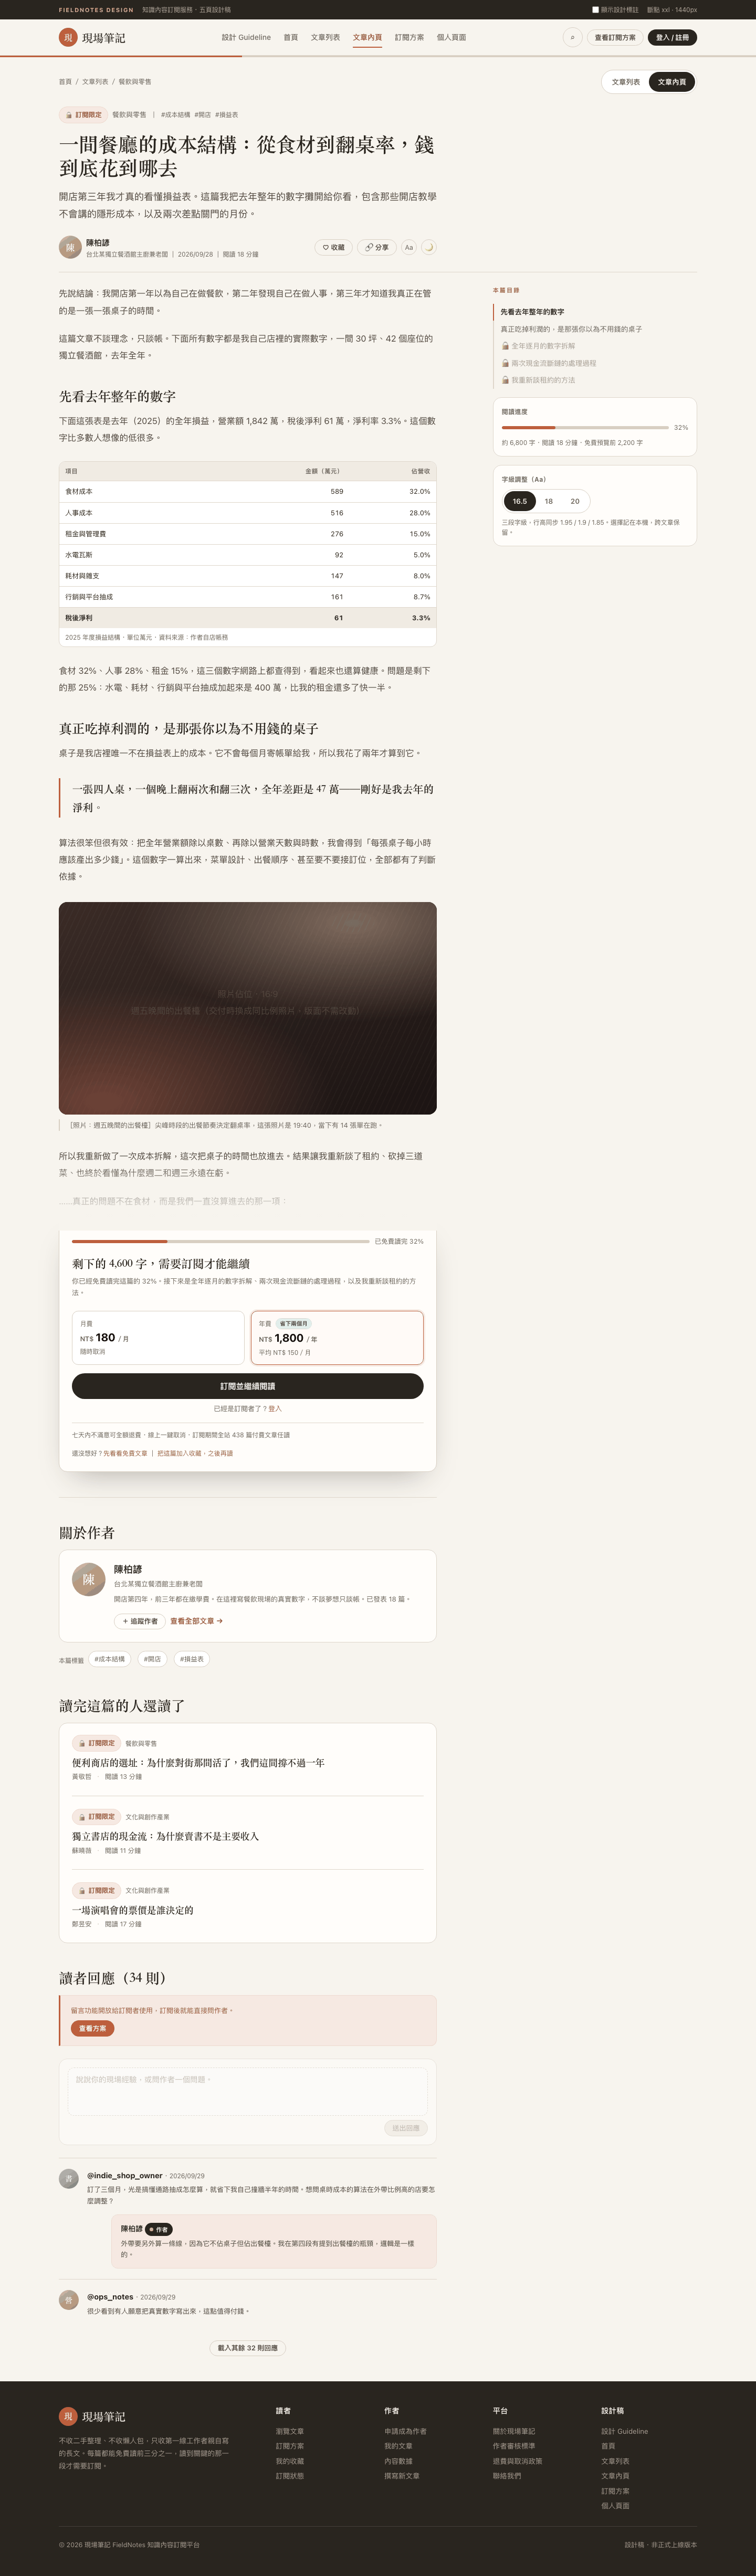 FIELDNOTES DESIGN 知識內容訂閱服務・五頁設計稿
顯示設計標註 斷點 xxl · 1440px
現 現場筆記
設計 Guideline 首頁 文章列表 文章內頁 訂閱方案 個人頁面
查看訂閱方案 登入 / 註冊
首頁 / 文章列表 / 餐飲與零售
文章列表 文章內頁
訂閱限定 餐飲與零售 | #成本結構 #開店 #損益表
一間餐廳的成本結構：從食材到翻桌率，錢
到底花到哪去
開店第三年我才真的看懂損益表。這篇我把去年整年的數字攤開給你看，包含那些開店教學
不會講的隱形成本，以及兩次差點關門的月份。
陳 陳柏諺
台北某獨立餐酒館主廚兼老闆 | 2026/09/28 | 閱讀 18 分鐘
收藏 分享 Aa
先說結論：我開店第一年以為自己在做餐飲，第二年發現自己在做人事，第三年才知道我真正在管
的是一張一張桌子的時間。
這篇文章不談理念，只談帳。下面所有數字都是我自己店裡的實際數字，一間 30 坪、42 個座位的
獨立餐酒館，去年全年。
先看去年整年的數字
下面這張表是去年（2025）的全年損益，營業額 1,842 萬，稅後淨利 61 萬，淨利率 3.3%。這個數
字比多數人想像的低很多。
項目 金額（萬元） 佔營收
食材成本 589 32.0%
人事成本 516 28.0%
租金與管理費 276 15.0%
水電瓦斯 92 5.0%
耗材與雜支 147 8.0%
行銷與平台抽成 161 8.7%
稅後淨利 61 3.3%
2025 年度損益結構・單位萬元・資料來源：作者自店帳務
食材 32%、人事 28%、租金 15%，這三個數字網路上都查得到，看起來也還算健康。問題是剩下
的那 25%：水電、耗材、行銷與平台抽成加起來是 400 萬，比我的租金還多了快一半。
真正吃掉利潤的，是那張你以為不用錢的桌子
桌子是我店裡唯一不在損益表上的成本。它不會每個月寄帳單給我，所以我花了兩年才算到它。
一張四人桌，一個晚上翻兩次和翻三次，全年差距是 47 萬——剛好是我去年的
淨利。
算法很笨但很有效：把全年營業額除以桌數、再除以營業天數與時數，我會得到「每張桌子每小時
應該產出多少錢」。這個數字一算出來，菜單設計、出餐順序、甚至要不要接訂位，全部都有了判斷
依據。
照片佔位・16:9
週五晚間的出餐檯（交付時換成同比例照片，版面不需改動）
［照片：週五晚間的出餐檯］尖峰時段的出餐節奏決定翻桌率，這張照片是 19:40，當下有 14 張單在跑。
所以我重新做了一次成本拆解，這次把桌子的時間也放進去。結果讓我重新談了租約、砍掉三道
菜、也終於看懂為什麼週二和週三永遠在虧。
……真正的問題不在食材，而是我們一直沒算進去的那一項：
已免費讀完 32%
剩下的 4,600 字，需要訂閱才能繼續
你已經免費讀完這篇的 32%。接下來是全年逐月的數字拆解、兩次現金流斷鏈的處理過程，以及我重新談租約的方
法。
月費
NT$ 180 / 月
隨時取消
年費 省下兩個月
NT$ 1,800 / 年
平均 NT$ 150 / 月
訂閱並繼續閱讀
已經是訂閱者了？登入
七天內不滿意可全額退費・線上一鍵取消・訂閱期間全站 438 篇付費文章任讀
還沒想好？先看看免費文章 | 把這篇加入收藏，之後再讀
本篇目錄
先看去年整年的數字
真正吃掉利潤的，是那張你以為不用錢的桌子
全年逐月的數字拆解
兩次現金流斷鏈的處理過程
我重新談租約的方法
閱讀進度
32%
約 6,800 字・閱讀 18 分鐘・免費預覽前 2,200 字
字級調整（Aa）
16.5 18 20
三段字級，行高同步 1.95 / 1.9 / 1.85。選擇記在本機，跨文章保
留。
關於作者
陳 陳柏諺
台北某獨立餐酒館主廚兼老闆
開店第四年，前三年都在繳學費。在這裡寫餐飲現場的真實數字，不談夢想只談帳。已發表 18 篇。
＋ 追蹤作者 查看全部文章 →
本篇標籤 #成本結構 #開店 #損益表
讀完這篇的人還讀了
訂閱限定 餐飲與零售
便利商店的選址：為什麼對街那間活了，我們這間撐不過一年
黃敬哲 · 閱讀 13 分鐘
訂閱限定 文化與創作產業
獨立書店的現金流：為什麼賣書不是主要收入
閱讀 11 分鐘
訂閱限定 文化與創作產業
一場演唱會的票價是誰決定的
鄭昱安 · 閱讀 17 分鐘
讀者回應（34 則）
留言功能開放給訂閱者使用，訂閱後就能直接問作者。
查看方案
說說你的現場經驗，或問作者一個問題。
送出回應
書 @indie_shop_owner · 2026/09/29
訂了三個月，光是搞懂通路抽成怎麼算，就省下我自己撞牆半年的時間。想問桌時成本的算法在外帶比例高的店要怎
麼調整？
陳柏諺 作者
外帶要另外算一條線，因為它不佔桌子但佔出餐檯。我在第四段有提到出餐檯的瓶頸，邏輯是一樣
的。
營 @ops_notes · 2026/09/29
很少看到有人願意把真實數字寫出來，這點值得付錢。
載入其餘 32 則回應
現 現場筆記
不收二手整理、不收懶人包，只收第一線工作者親自寫
的長文。每篇都能免費讀前三分之一，讀到關鍵的那一
段才需要訂閱。
讀者
瀏覽文章
訂閱方案
我的收藏
訂閱狀態
作者
申請成為作者
我的文章
內容數據
撰寫新文章
平台
關於現場筆記
作者審核標準
退費與取消政策
聯絡我們
設計稿
設計 Guideline
首頁
文章列表
文章內頁
訂閱方案
個人頁面
© 2026 現場筆記 FieldNotes 知識內容訂閱平台
設計稿・非正式上線版本